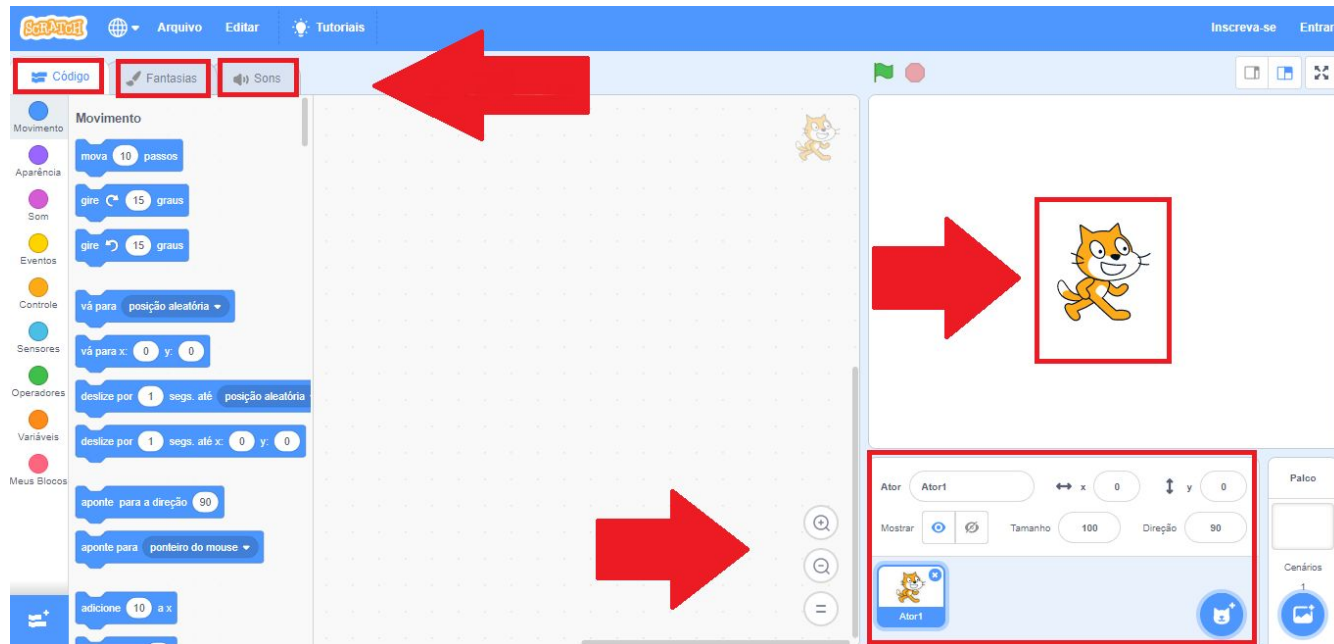 SCRATCH Arquivo Editar Tutoriais Inscreva-se Entrar
Código Fantasias Sons
Movimento
Aparência
Som
Eventos
Controle
Sensores
Operadores
Variáveis
Meus Blocos
Movimento
mova 10 passos
gire 15 graus
gire 15 graus
vá para posição aleatória
vá para x: 0 y: 0
deslize por 1 segs. até posição aleatória
deslize por 1 segs. até x: 0 y: 0
aponte para a direção 90
aponte para ponteiro do mouse
adicione 10 a x
Ator Ator1 x 0 y 0
Mostrar Tamanho 100 Direção 90
Ator1
Palco
Cenários
1